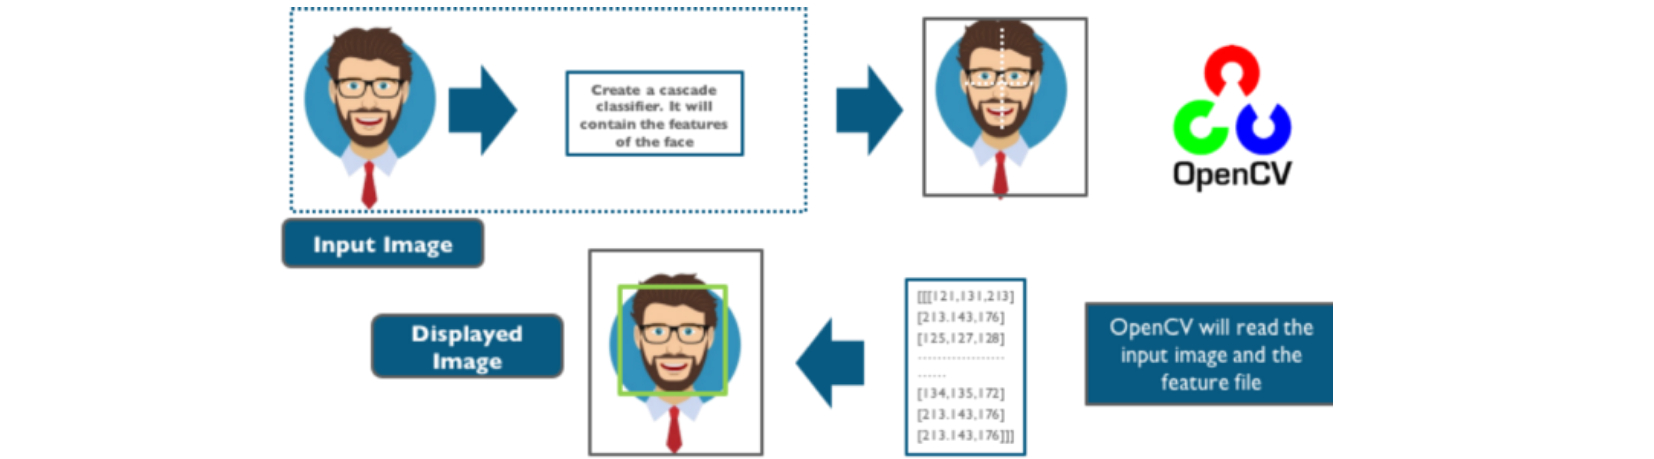 Create a cascade
classifier. It will
contain the features
of the face
OpenCV
Input Image
Displayed
Image
[[[121,131,213]
[213.143,176]
[125,127,128]
..................
......
[134,135,172]
[213.143,176]
[213.143,176]]]
OpenCV will read the
input image and the
feature file